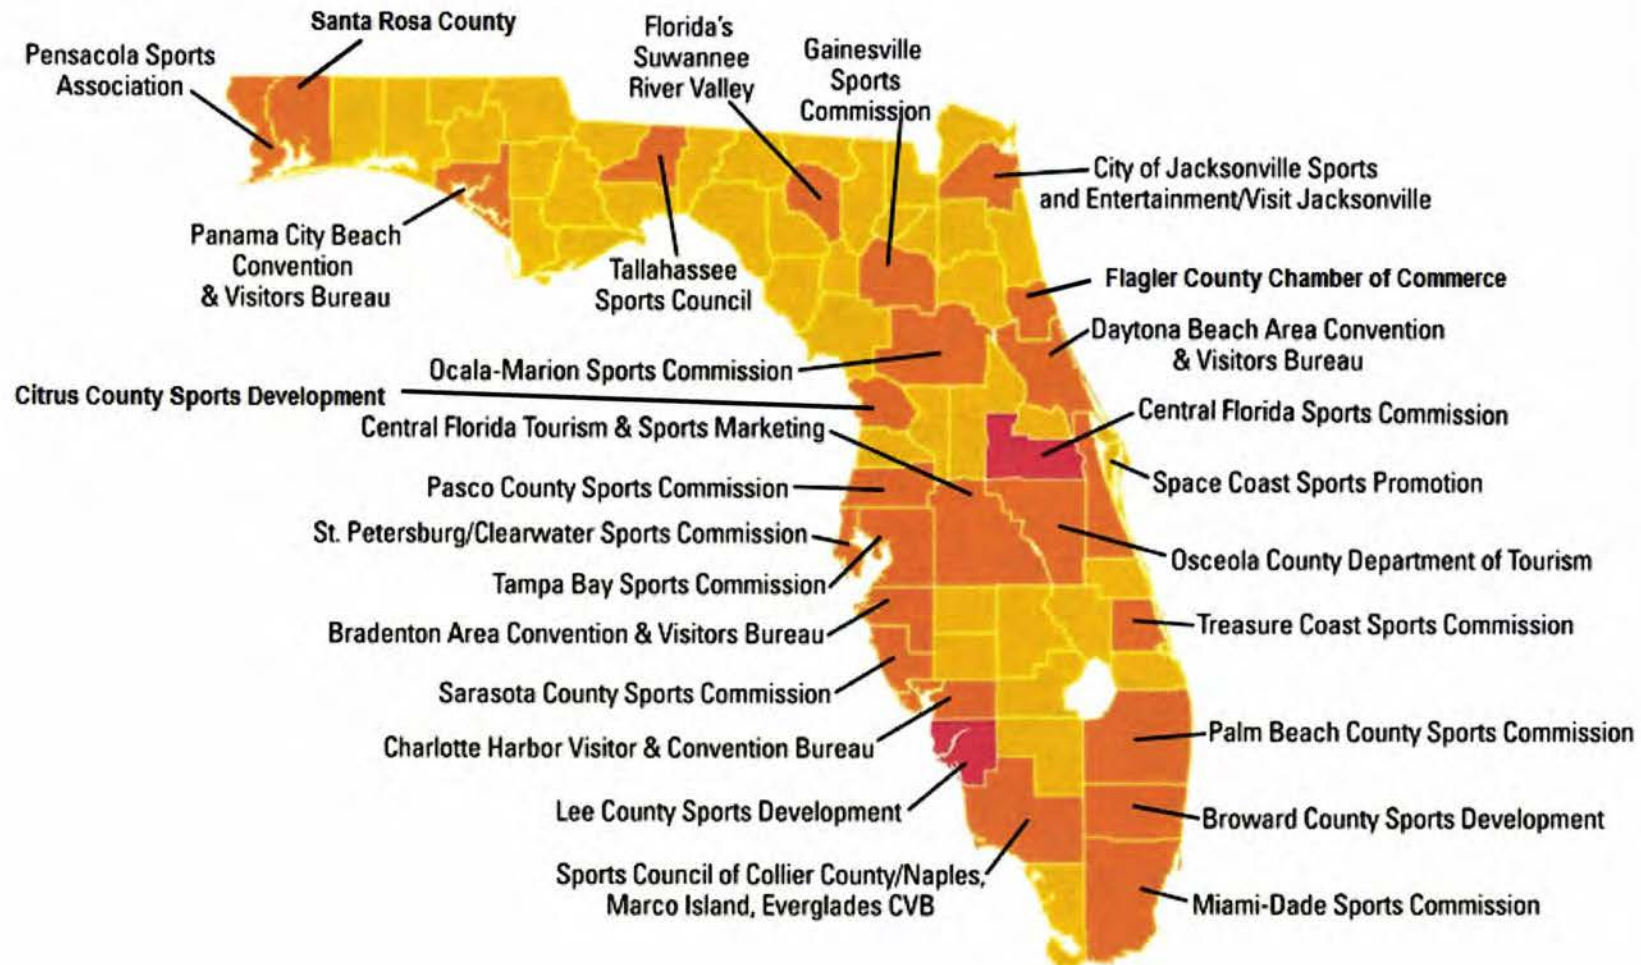 Santa Rosa County
Pensacola Sports
Association
Florida's
Suwannee
River Valley
Gainesville
Sports
Commission
City of Jacksonville Sports
and Entertainment/Visit Jacksonville
Panama City Beach
Convention
& Visitors Bureau
Tallahassee
Sports Council
Flagler County Chamber of Commerce
Daytona Beach Area Convention
& Visitors Bureau
Ocala-Marion Sports Commission
Citrus County Sports Development
Central Florida Tourism & Sports Marketing
Central Florida Sports Commission
Pasco County Sports Commission
Space Coast Sports Promotion
St. Petersburg/Clearwater Sports Commission
Osceola County Department of Tourism
Tampa Bay Sports Commission
Bradenton Area Convention & Visitors Bureau
Treasure Coast Sports Commission
Sarasota County Sports Commission
Charlotte Harbor Visitor & Convention Bureau
Palm Beach County Sports Commission
Lee County Sports Development
Broward County Sports Development
Sports Council of Collier County/Naples,
Marco Island, Everglades CVB
Miami-Dade Sports Commission